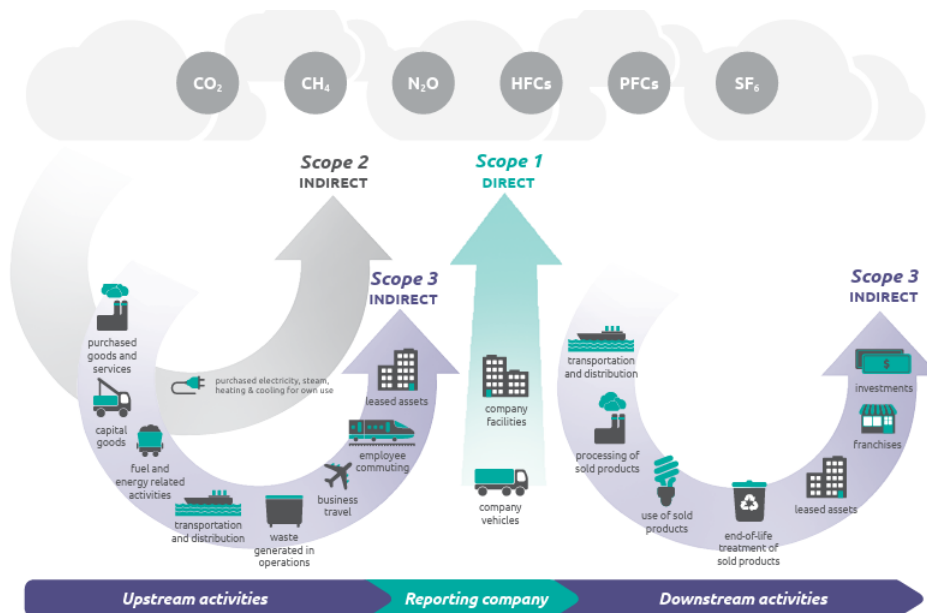 CO₂
CH₄
N₂O
HFCs
PFCs
SF₆
Scope 2
INDIRECT
Scope 1
DIRECT
Scope 3
INDIRECT
Scope 3
INDIRECT
purchased
goods and
services
capital
goods
fuel and
energy related
activities
transportation
and distribution
waste
generated in
operations
business
travel
employee
commuting
leased assets
purchased electricity, steam,
heating & cooling for own use
company
facilities
company
vehicles
transportation
and distribution
processing of
sold products
use of sold
products
end-of-life
treatment of
sold products
leased assets
franchises
$
investments
Upstream activities
Reporting company
Downstream activities